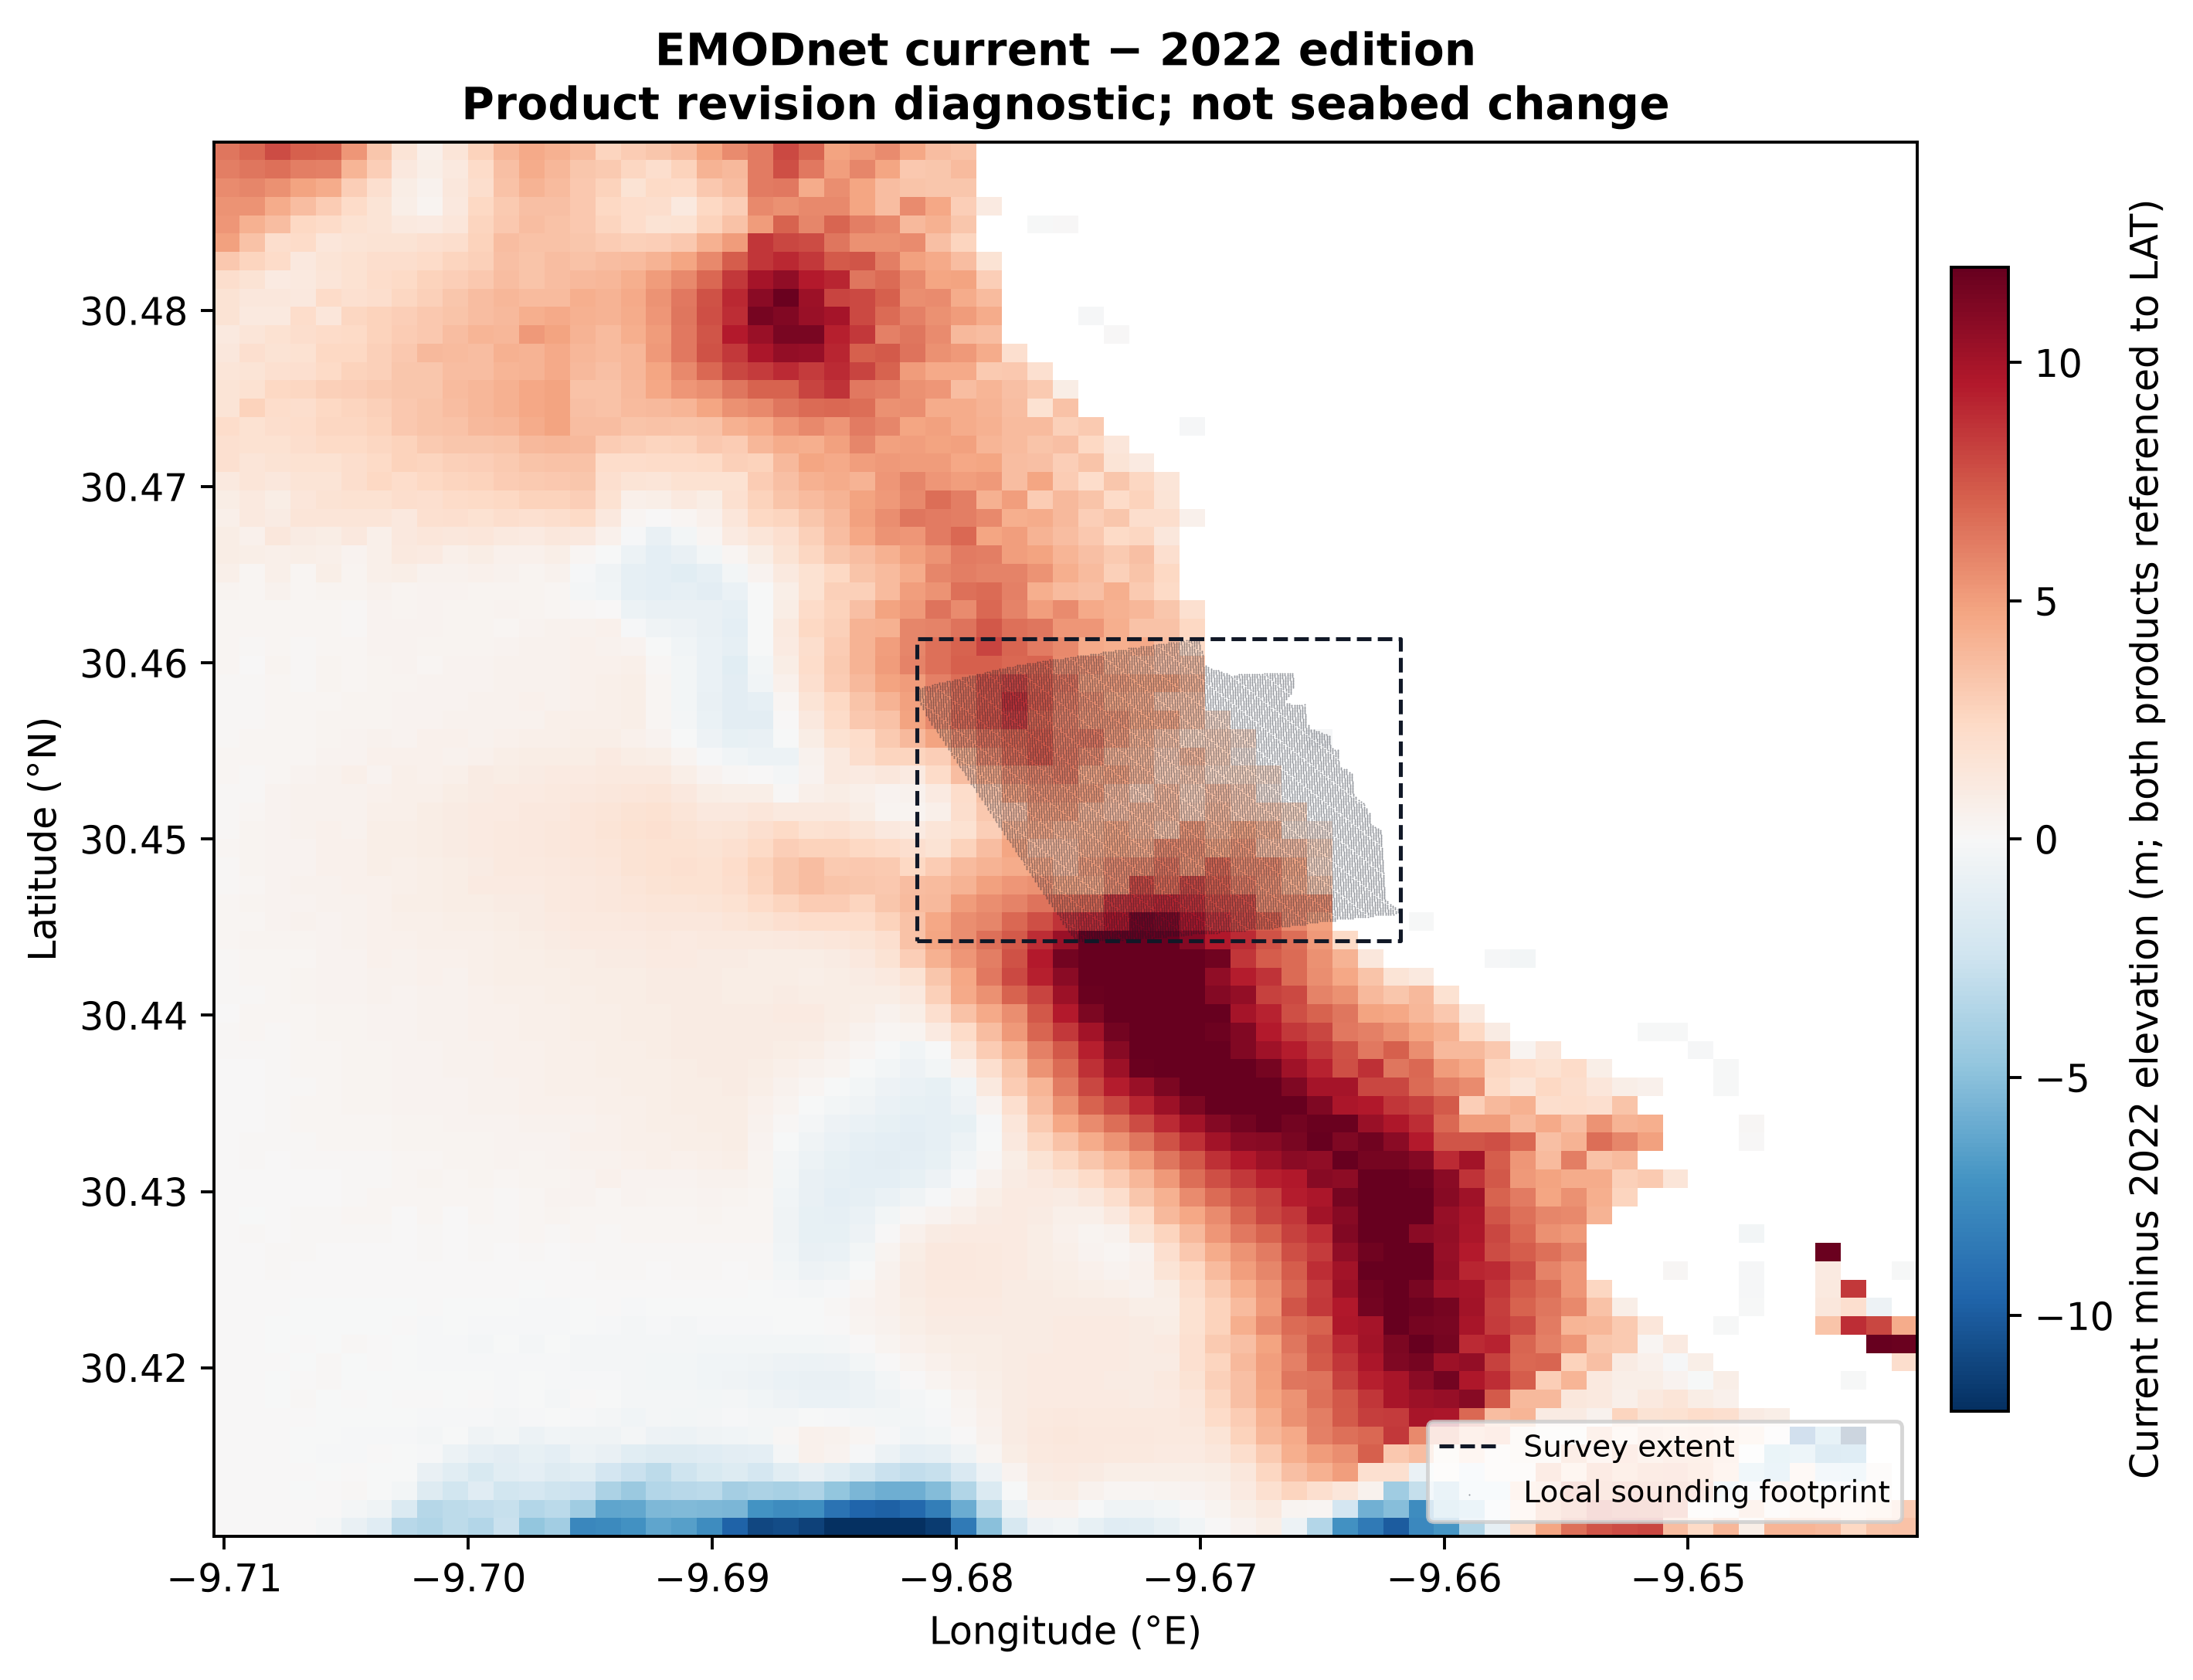 EMODnet current − 2022 edition
Product revision diagnostic; not seabed change
30.48
30.47
30.46
30.45
30.44
30.43
30.42
Latitude (°N)
−9.71
−9.70
−9.69
−9.68
−9.67
−9.66
−9.65
Longitude (°E)
Survey extent
Local sounding footprint
10
5
0
−5
−10
Current minus 2022 elevation (m; both products referenced to LAT)